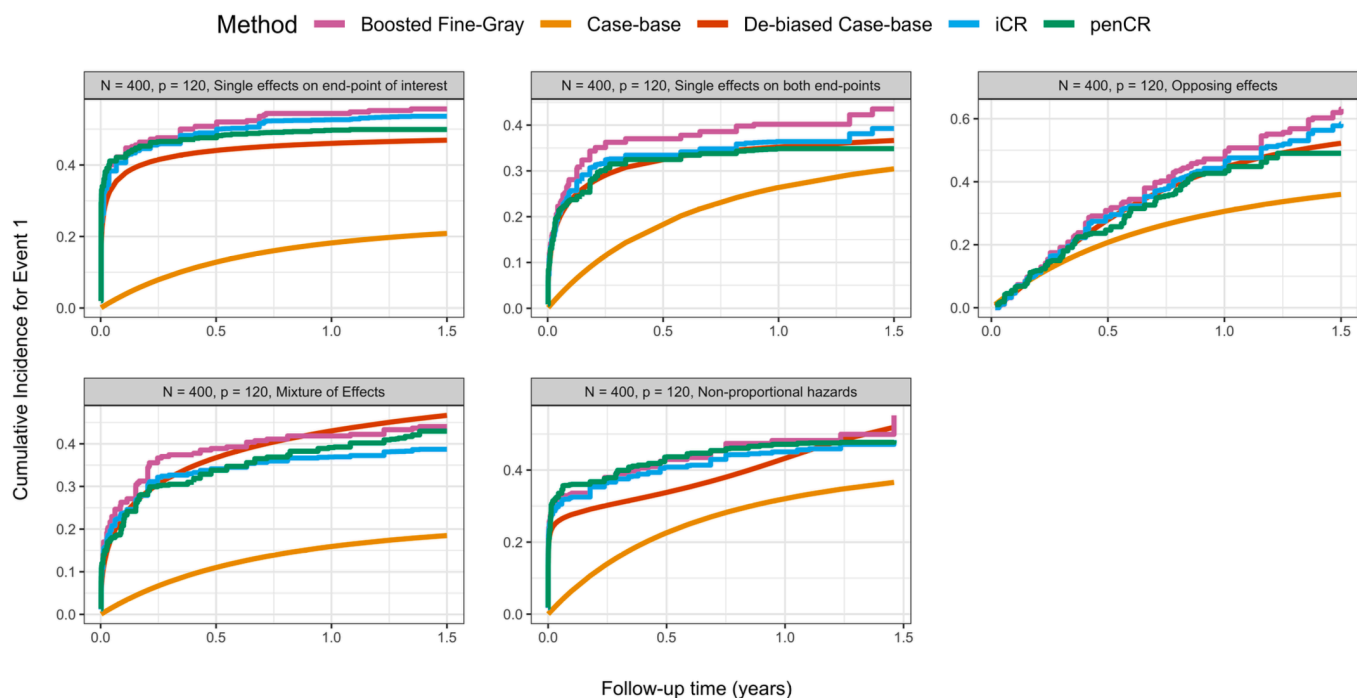 Method Boosted Fine-Gray Case-base De-biased Case-base iCR penCR
Cumulative Incidence for Event 1
N = 400, p = 120, Single effects on end-point of interest
0.4
0.2
0.0
0.0 0.5 1.0 1.5
N = 400, p = 120, Single effects on both end-points
0.4
0.3
0.2
0.1
0.0
0.0 0.5 1.0 1.5
N = 400, p = 120, Opposing effects
0.6
0.4
0.2
0.0
0.0 0.5 1.0 1.5
N = 400, p = 120, Mixture of Effects
0.4
0.3
0.2
0.1
0.0
0.0 0.5 1.0 1.5
N = 400, p = 120, Non-proportional hazards
0.4
0.2
0.0
0.0 0.5 1.0 1.5
Follow-up time (years)